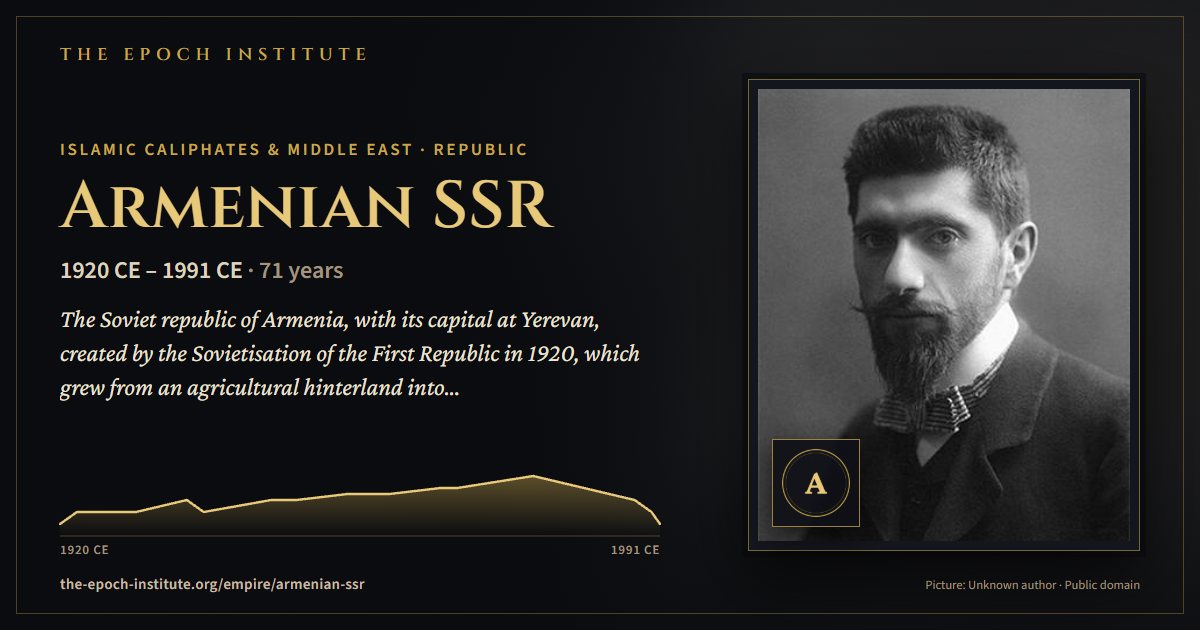 THE EPOCH INSTITUTE
ISLAMIC CALIPHATES & MIDDLE EAST · REPUBLIC
ARMENIAN SSR
1920 CE – 1991 CE · 71 years
The Soviet republic of Armenia, with its capital at Yerevan,
created by the Sovietisation of the First Republic in 1920, which
grew from an agricultural hinterland into...
A
1920 CE
1991 CE
the-epoch-institute.org/empire/armenian-ssr
Picture: Unknown author · Public domain